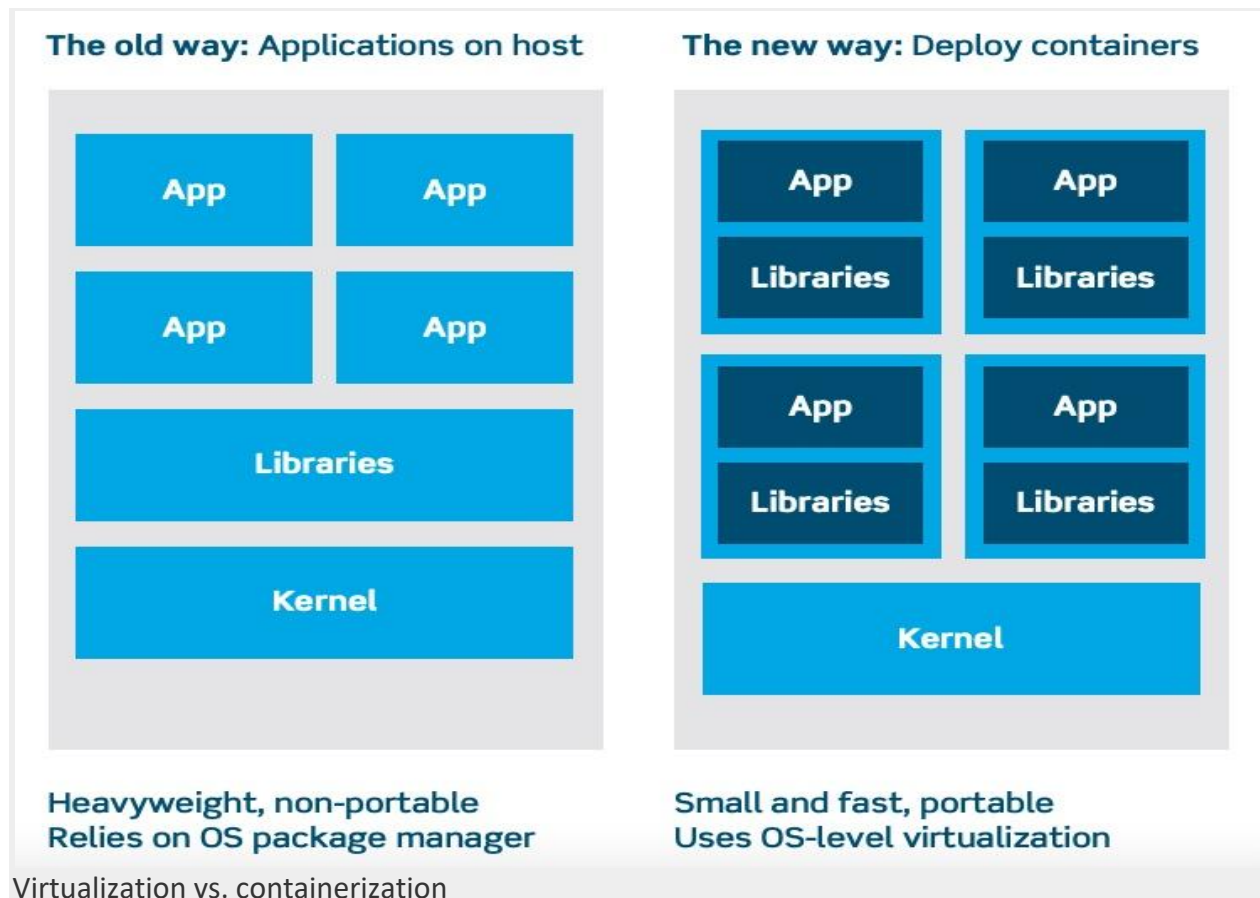 The old way: Applications on host
App
App
App
App
Libraries
Kernel
Heavyweight, non-portable
Relies on OS package manager
The new way: Deploy containers
App
App
Libraries
Libraries
App
App
Libraries
Libraries
Kernel
Small and fast, portable
Uses OS-level virtualization
Virtualization vs. containerization